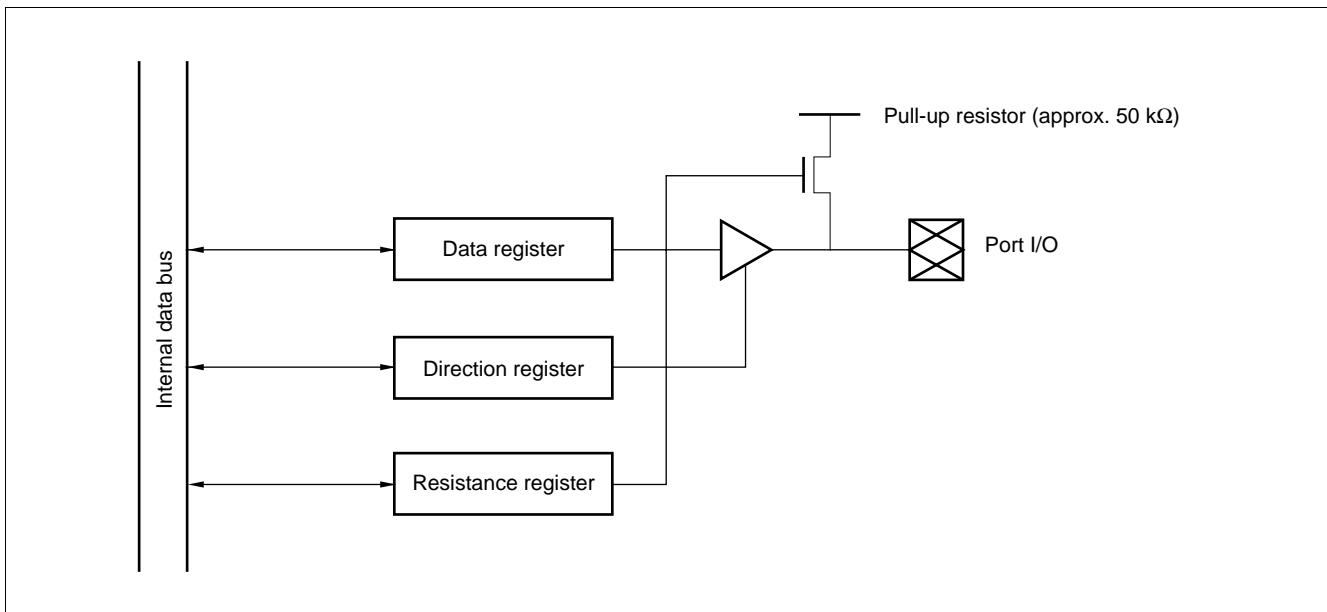 Pull-up resistor (approx. 50 kΩ)
Data register
Port I/O
Internal data bus
Direction register
Resistance register